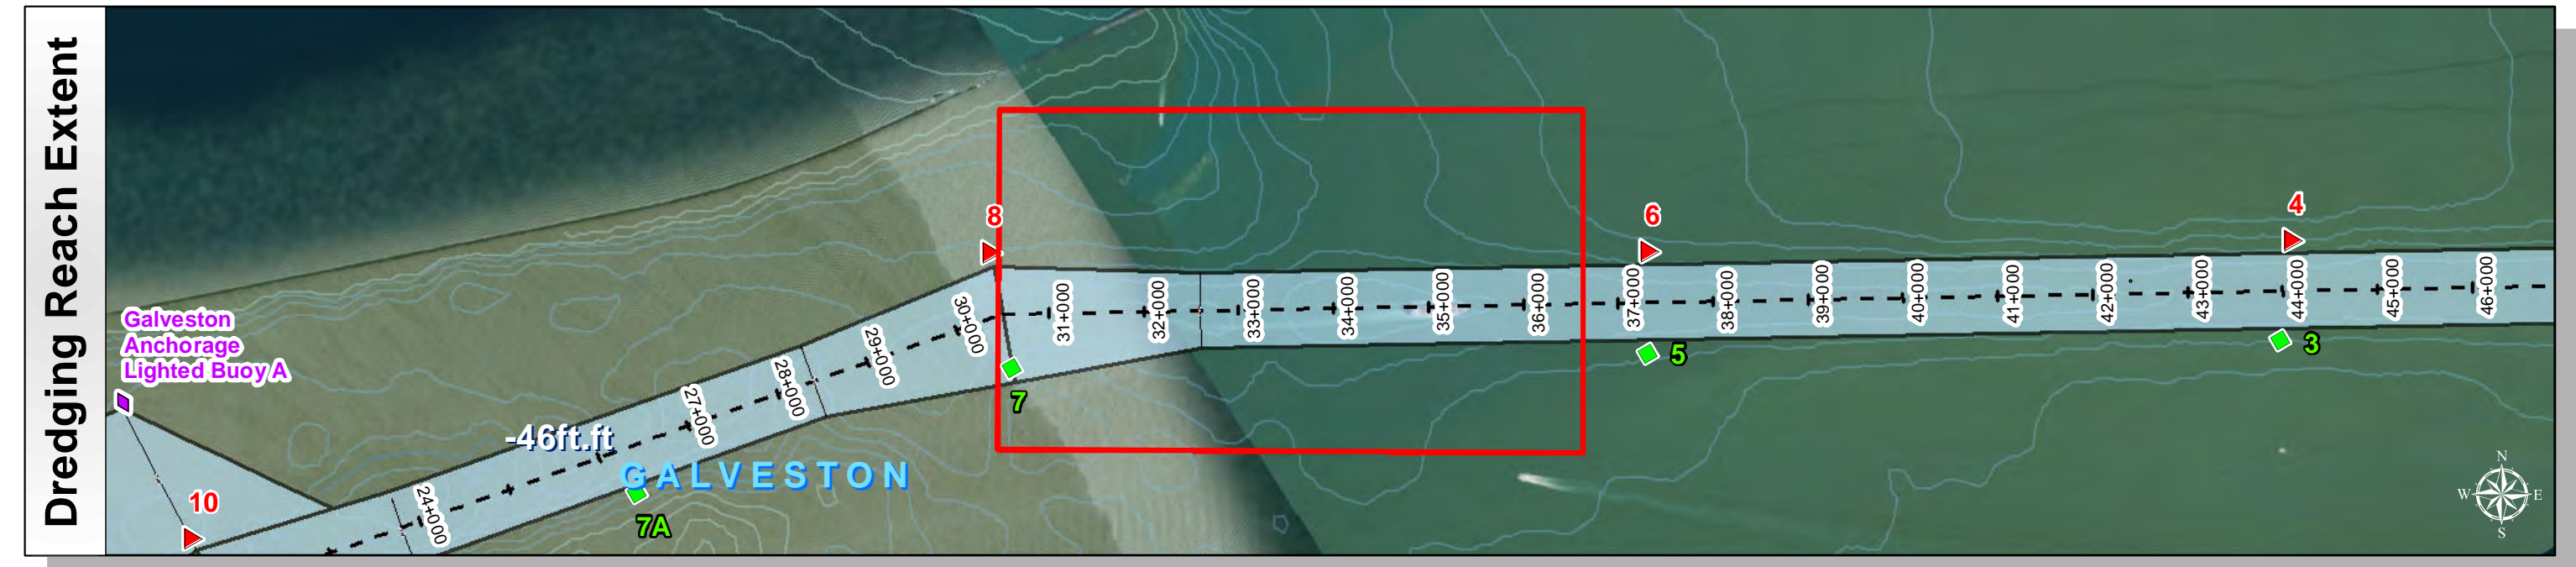 Dredging Reach Extent
Galveston
Anchorage
Lighted Buoy A
10
-46ft.ft
GALVESTON
7A
8
7
6
5
4
3
24+000
27+000
28+000
29+000
30+000
31+000
32+000
33+000
34+000
35+000
36+000
37+000
38+000
39+000
40+000
41+000
42+000
43+000
44+000
45+000
46+000
N
W
E
S